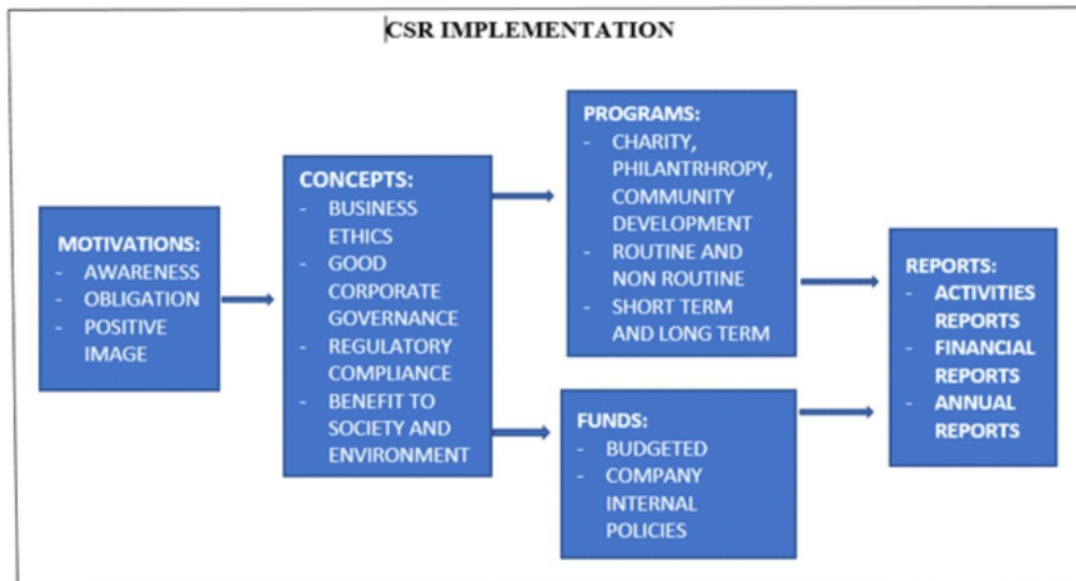 CSR IMPLEMENTATION
MOTIVATIONS:
- AWARENESS
- OBLIGATION
- POSITIVE
IMAGE
CONCEPTS:
- BUSINESS
ETHICS
- GOOD
CORPORATE
GOVERNANCE
- REGULATORY
COMPLIANCE
- BENEFIT TO
SOCIETY AND
ENVIRONMENT
PROGRAMS:
- CHARITY,
PHILANTRHROPY,
COMMUNITY
DEVELOPMENT
- ROUTINE AND
NON ROUTINE
- SHORT TERM
AND LONG TERM
FUNDS:
- BUDGETED
- COMPANY
INTERNAL
POLICIES
REPORTS:
- ACTIVITIES
REPORTS
- FINANCIAL
REPORTS
- ANNUAL
REPORTS